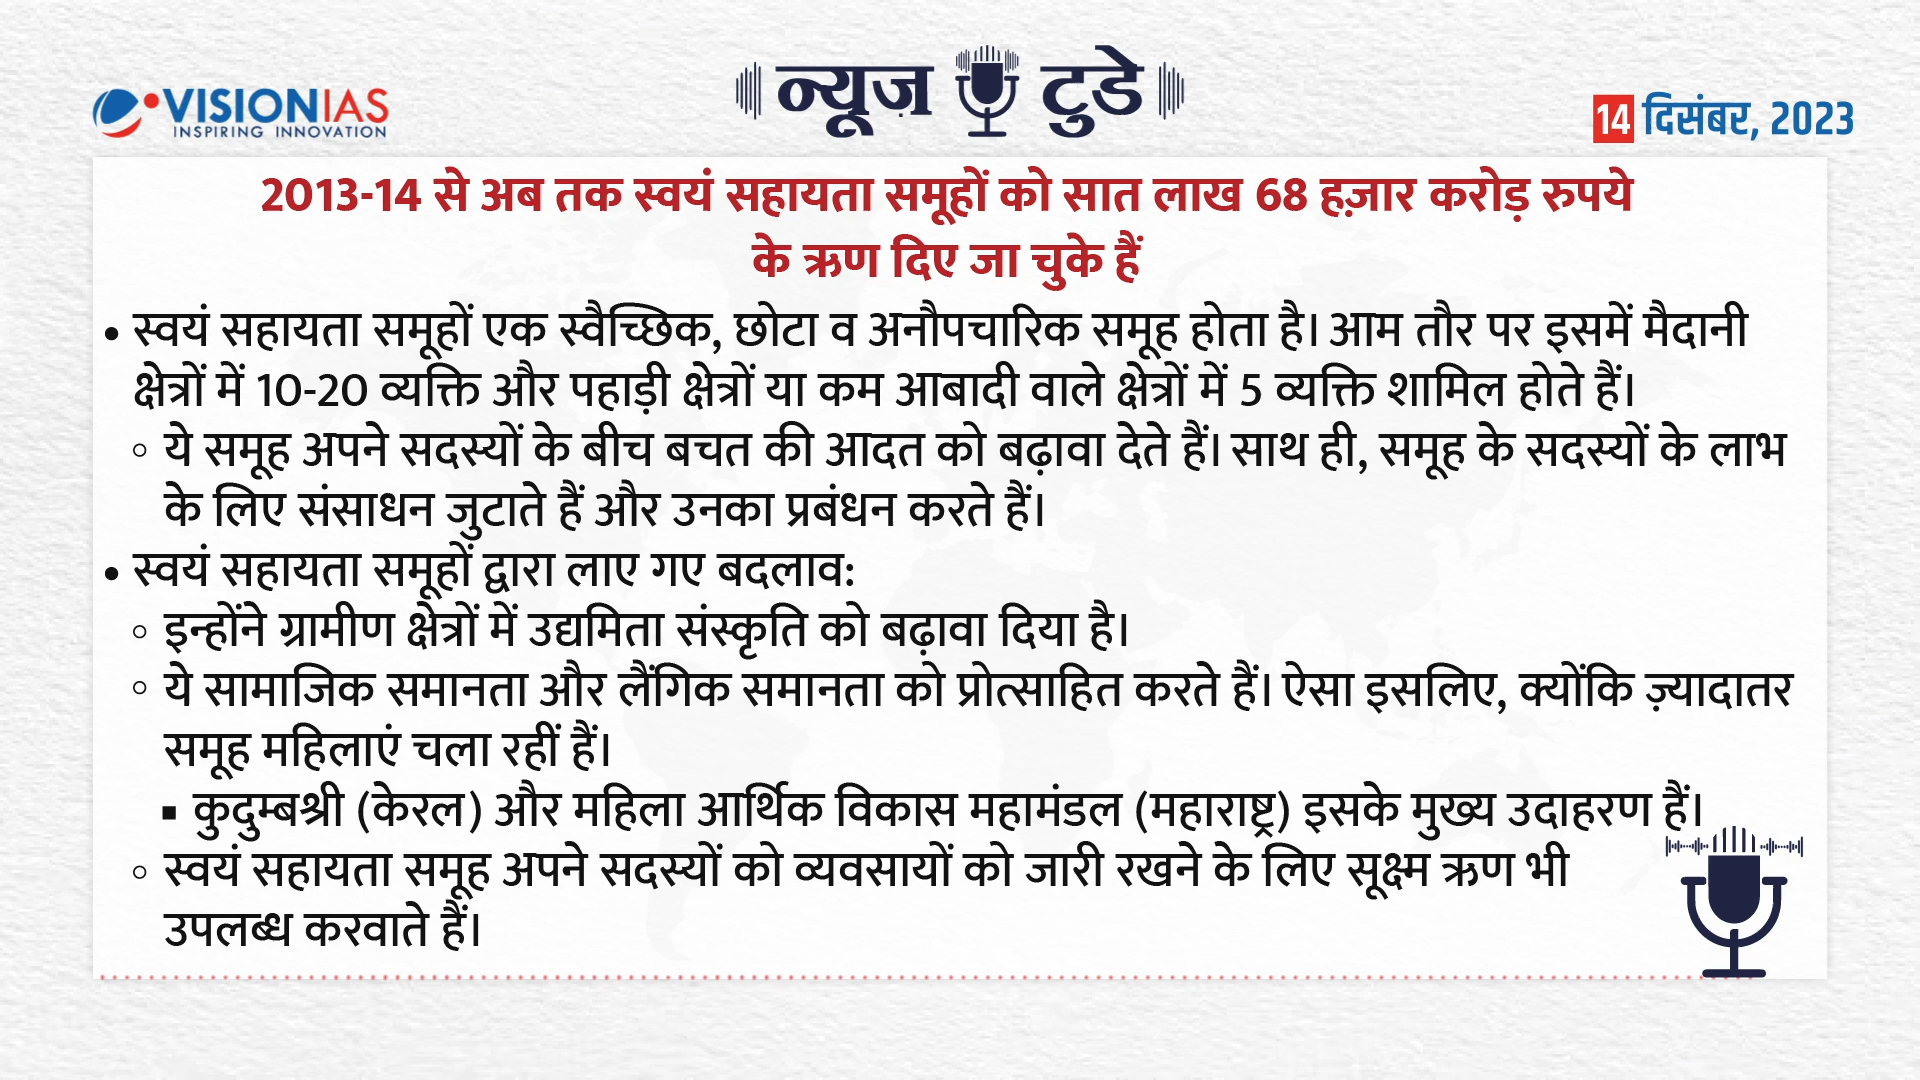 VISIONIAS
INSPIRING INNOVATION
न्यूज़ टुडे
14 दिसंबर, 2023
2013-14 से अब तक स्वयं सहायता समूहों को सात लाख 68 हज़ार करोड़ रुपये
के ऋण दिए जा चुके हैं
• स्वयं सहायता समूहों एक स्वैच्छिक, छोटा व अनौपचारिक समूह होता है। आम तौर पर इसमें मैदानी
क्षेत्रों में 10-20 व्यक्ति और पहाड़ी क्षेत्रों या कम आबादी वाले क्षेत्रों में 5 व्यक्ति शामिल होते हैं।
◦ ये समूह अपने सदस्यों के बीच बचत की आदत को बढ़ावा देते हैं। साथ ही, समूह के सदस्यों के लाभ
के लिए संसाधन जुटाते हैं और उनका प्रबंधन करते हैं।
• स्वयं सहायता समूहों द्वारा लाए गए बदलाव:
◦ इन्होंने ग्रामीण क्षेत्रों में उद्यमिता संस्कृति को बढ़ावा दिया है।
◦ ये सामाजिक समानता और लैंगिक समानता को प्रोत्साहित करते हैं। ऐसा इसलिए, क्योंकि ज़्यादातर
समूह महिलाएं चला रहीं हैं।
▪ कुदुम्बश्री (केरल) और महिला आर्थिक विकास महामंडल (महाराष्ट्र) इसके मुख्य उदाहरण हैं।
◦ स्वयं सहायता समूह अपने सदस्यों को व्यवसायों को जारी रखने के लिए सूक्ष्म ऋण भी
उपलब्ध करवाते हैं।